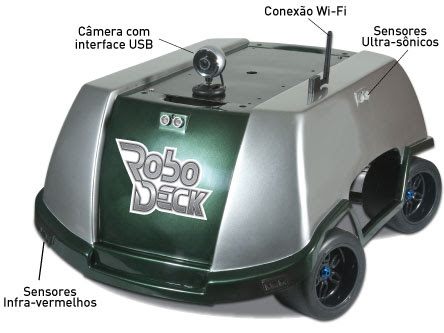 Câmera com
interface USB
Conexão Wi-Fi
Sensores
Ultra-sônicos
ROBO
DECK
Sensores
Infra-vermelhos